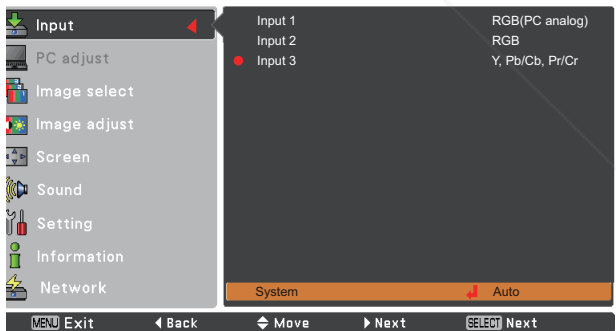 Input
PC adjust
Image select
Image adjust
Screen
Sound
Setting
Information
Network
Input 1 RGB(PC analog)
Input 2 RGB
Input 3 Y, Pb/Cb, Pr/Cr
System Auto
MENU Exit Back Move Next SELECT Next